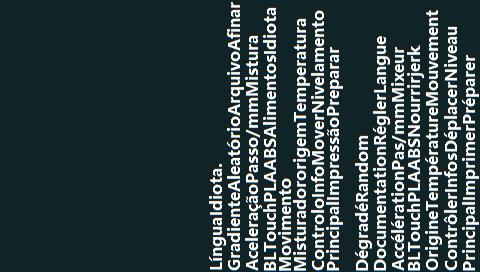 LínguaIdiota.
GradienteAleatórioArquivoAfinar
AceleraçãoPasso/mmMistura
BLTouchPLAABSAlimentosIdiota
Movimento
MisturadororigemTemperatura
ControloInfoMoverNivelamento
PrincipalImpressãoPreparar
DégradéRandom
DocumentationRéglerLangue
AccélérationPas/mmMixeur
BLTouchPLAABSNourrirjerk
OrigineTempératureMouvement
ContrôlerInfosDéplacerNiveau
PrincipalImprimerPréparer